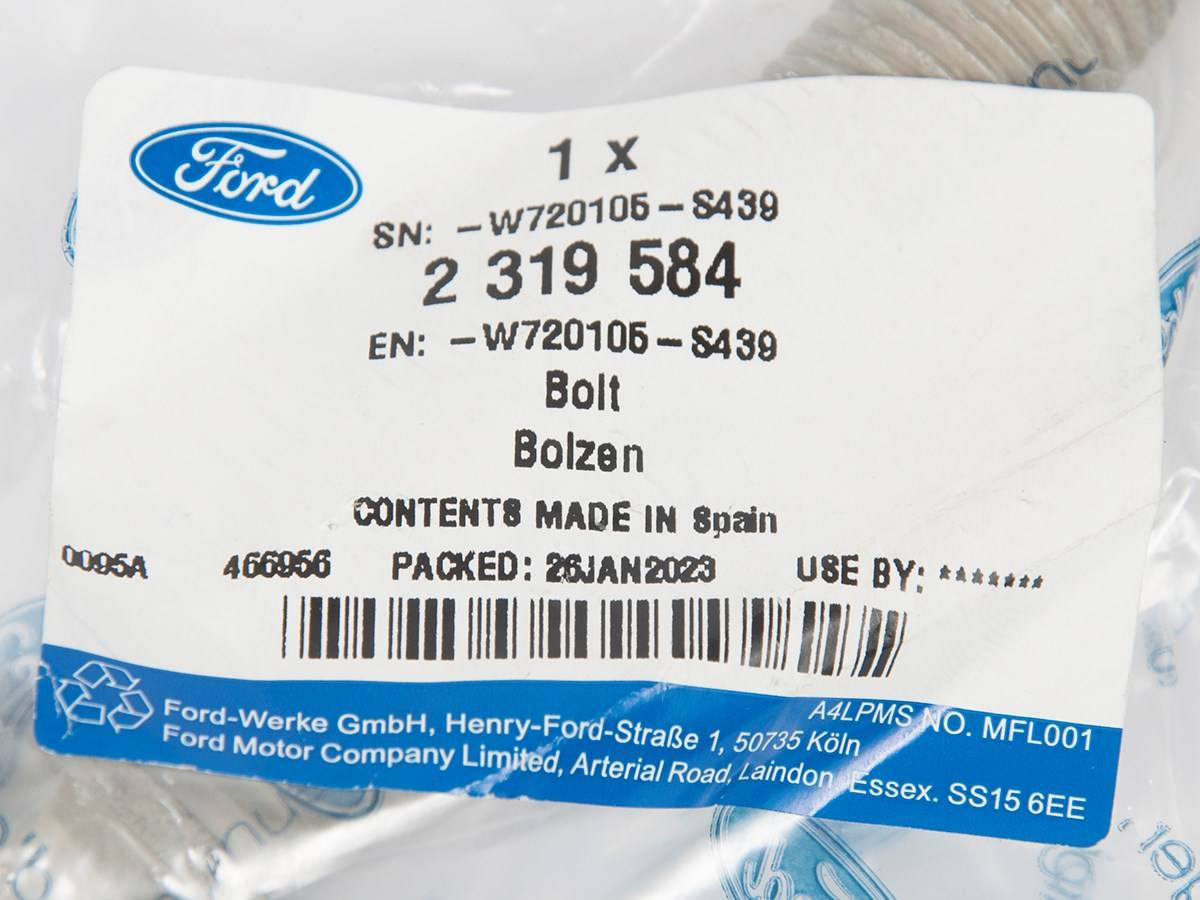 Ford
1 x
SN: -W720105-S439
2 319 584
EN: -W720105-S439
Bolt
Bolzen
CONTENTS MADE IN Spain
0095A 466956 PACKED: 26JAN2023 USE BY: *******
A4LPMS NO. MFL001
Ford-Werke GmbH, Henry-Ford-Straße 1, 50735 Köln
Ford Motor Company Limited, Arterial Road, Laindon Essex. SS15 6EE